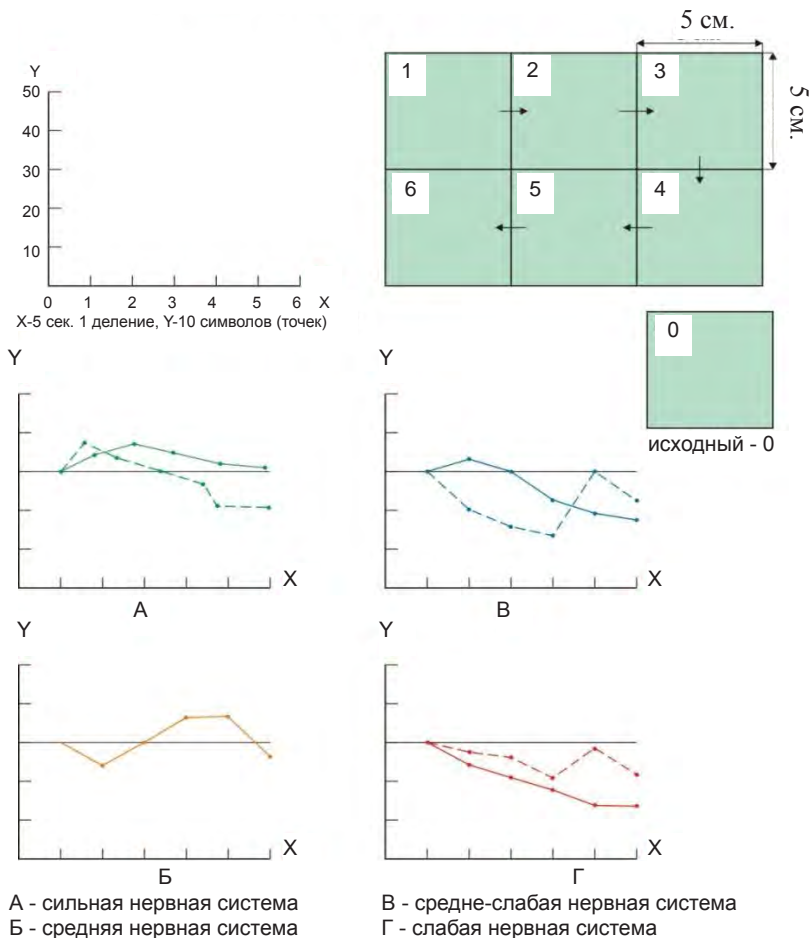 5 см.
5 см.
1
2
3
6
5
4
0
исходный - 0
Y
50
40
30
20
10
0 1 2 3 4 5 6 X
X-5 сек. 1 деление, Y-10 символов (точек)
Y
X
А
Y
X
В
Y
X
Б
X
Г
Y
А - сильная нервная система
Б - средняя нервная система
В - средне-слабая нервная система
Г - слабая нервная система